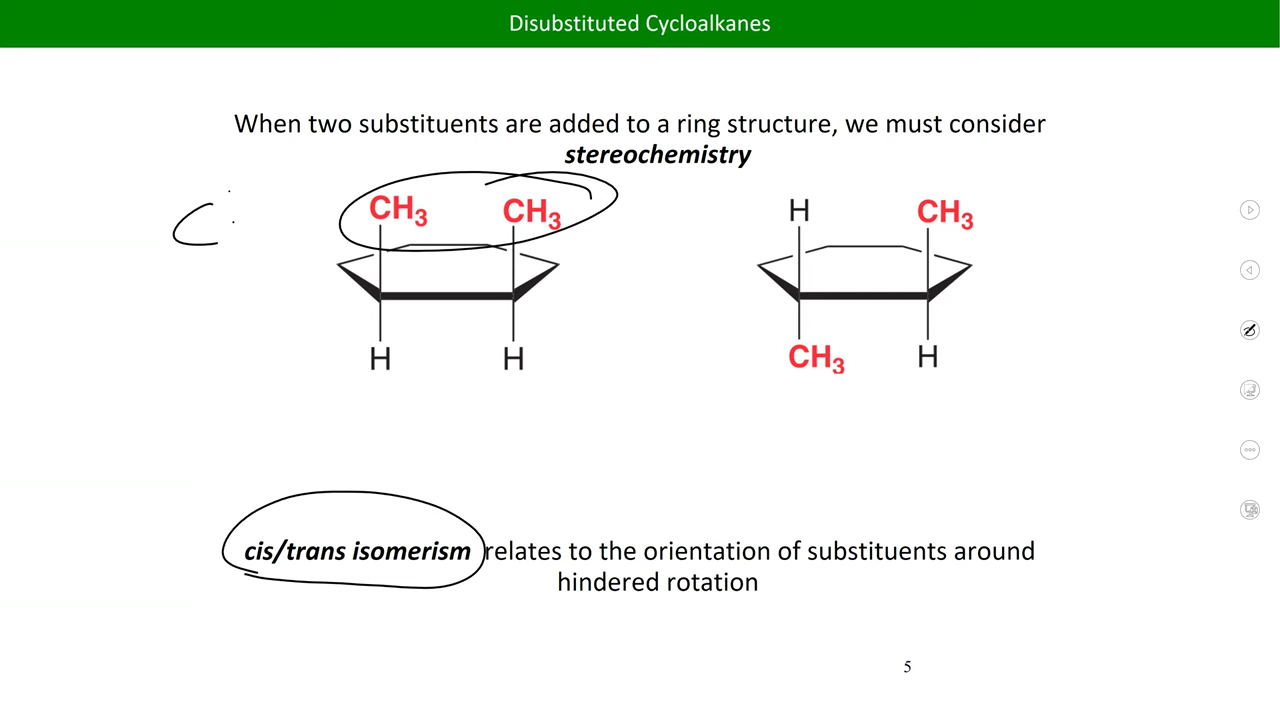 Disubstituted Cycloalkanes
When two substituents are added to a ring structure, we must consider
stereochemistry
CH₃ CH₃ H CH₃
H H CH₃ H
cis/trans isomerism relates to the orientation of substituents around
hindered rotation
5